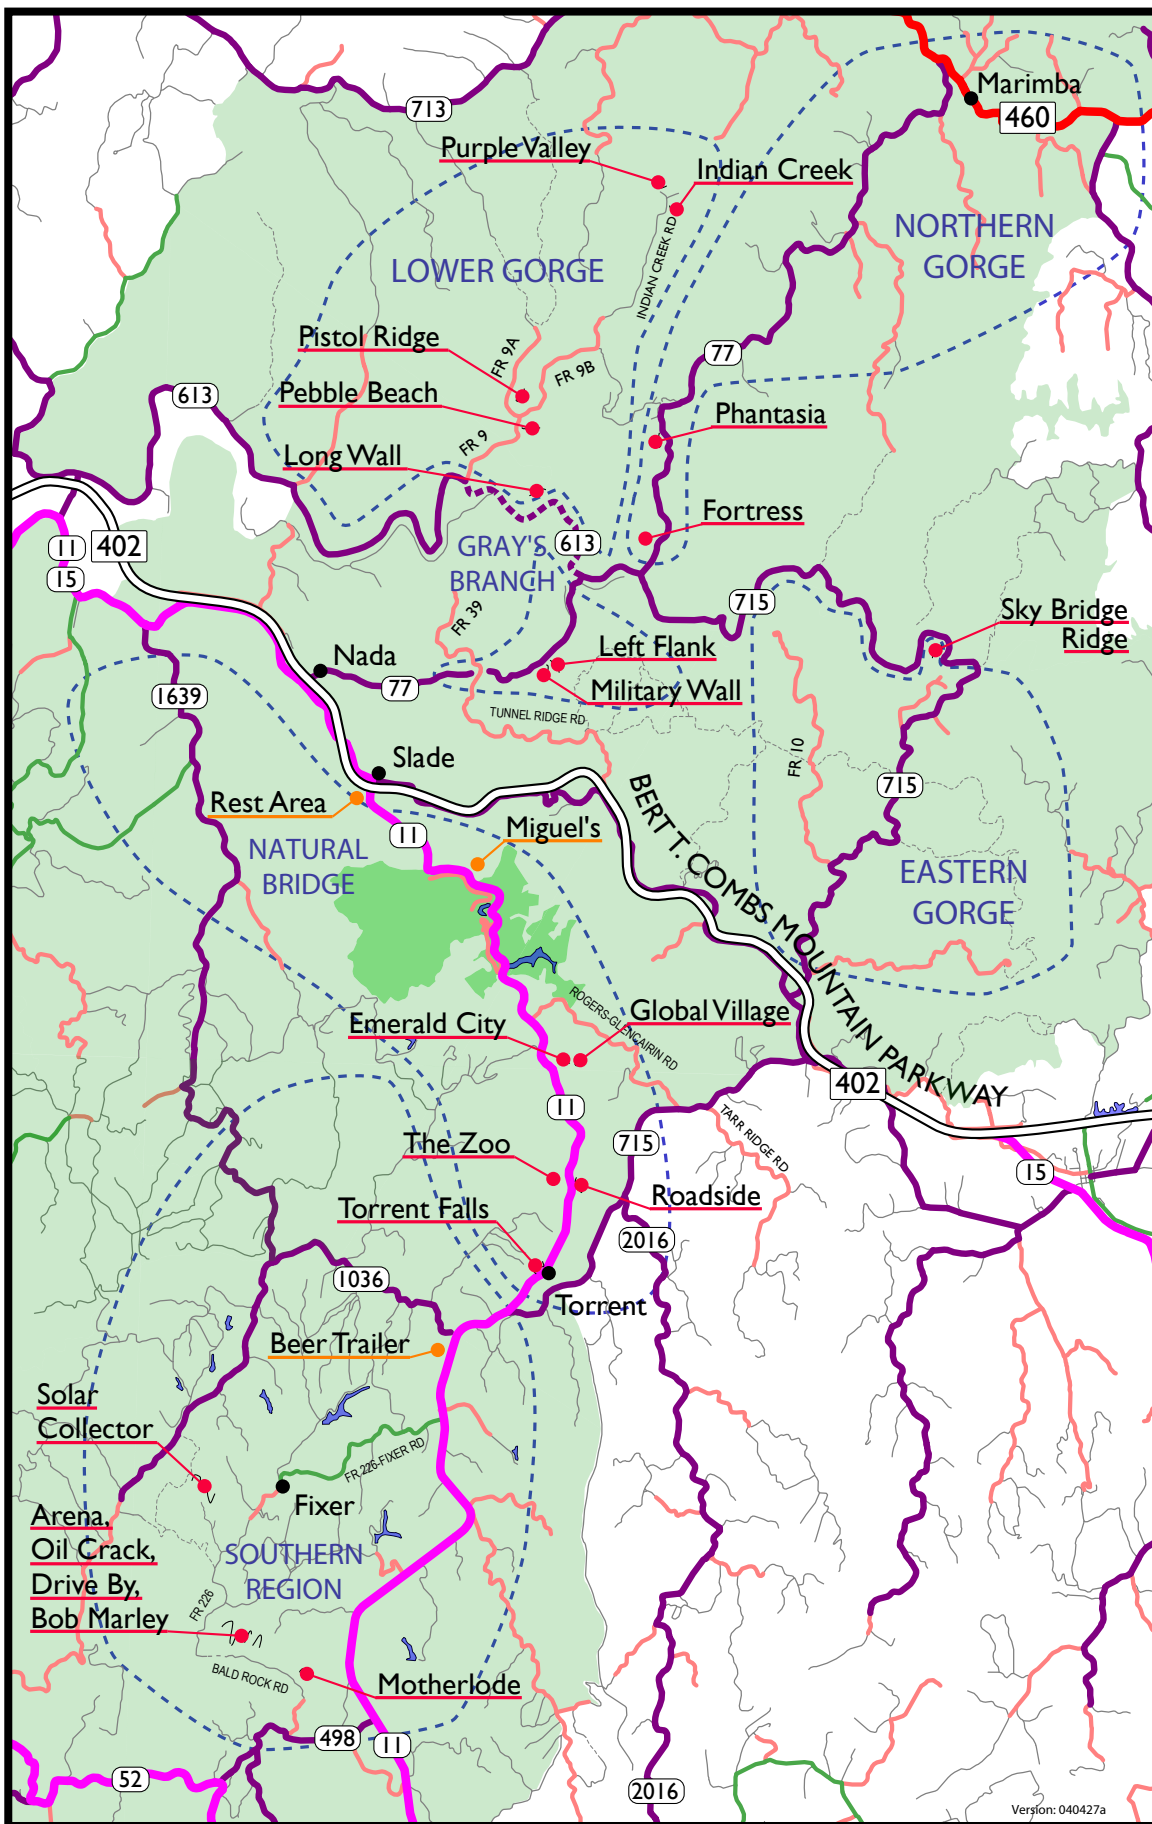 Marimba
460
713
Purple Valley
Indian Creek
NORTHERN
GORGE
LOWER GORGE
INDIAN CREEK RD
Pistol Ridge
FR 9A
FR 9B
77
613
Pebble Beach
Phantasia
FR 9
Long Wall
Fortress
11
402
GRAY'S
BRANCH
613
15
715
Sky Bridge
Ridge
FR 39
Nada
Left Flank
77
Military Wall
1639
TUNNEL RIDGE RD
FR 10
Slade
715
Rest Area
BERT T. COMBS MOUNTAIN PARKWAY
11
Miguel's
NATURAL
BRIDGE
EASTERN
GORGE
ROGERS-GLENCAIRIN RD
Emerald City
Global Village
402
11
TARR RIDGE RD
The Zoo
715
15
Roadside
Torrent Falls
2016
1036
Torrent
Beer Trailer
Solar
Collector
FR 226-FIXER RD
Fixer
Arena,
Oil Crack,
Drive By,
Bob Marley
SOUTHERN
REGION
FR 226
BALD ROCK RD
Motherlode
498
11
52
2016
Version: 040427a